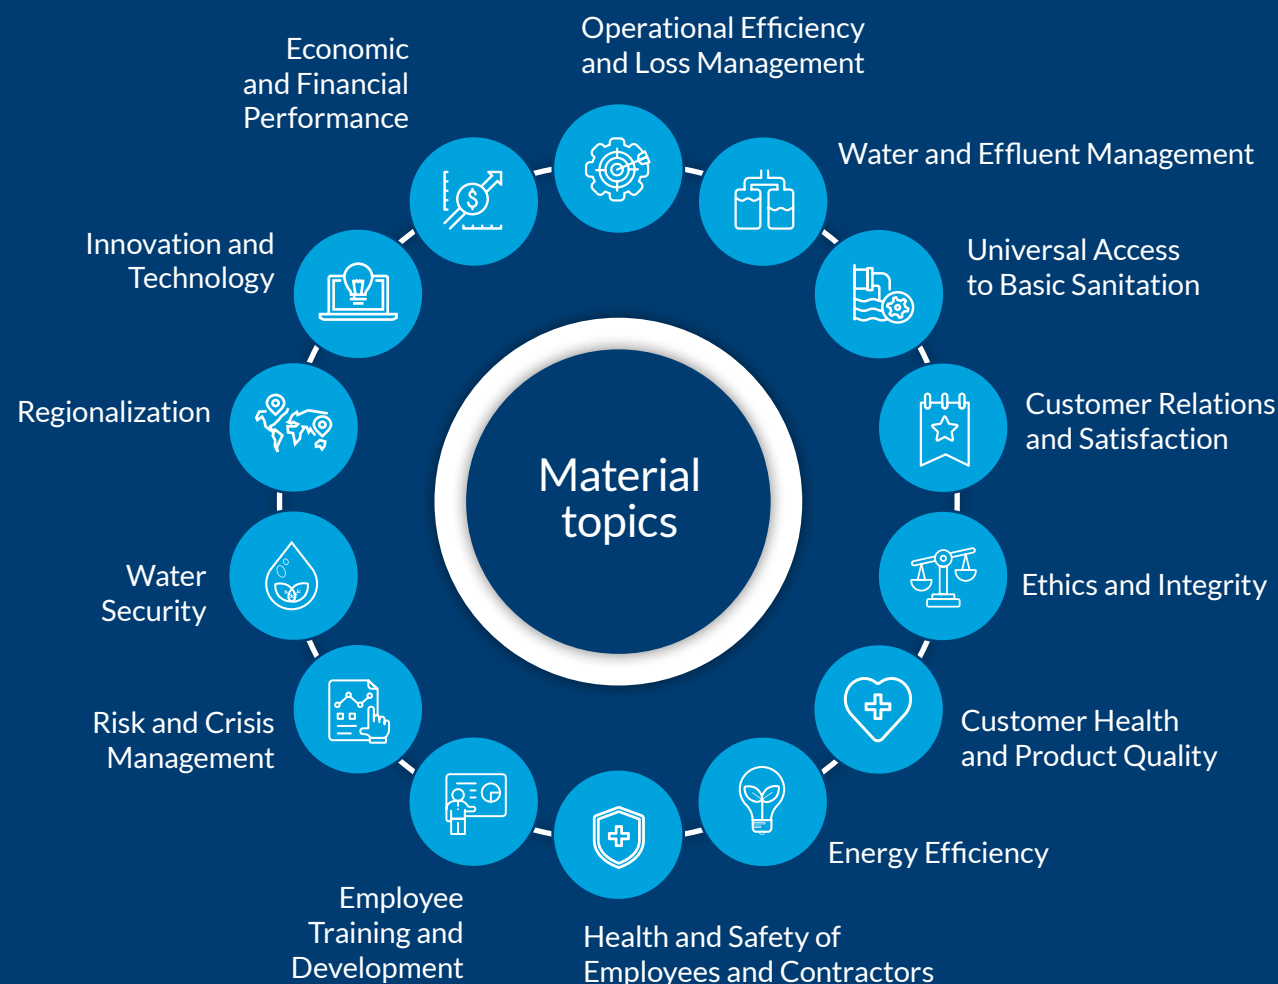 Operational Efficiency
and Loss Management
Water and Effluent Management
Universal Access
to Basic Sanitation
Customer Relations
and Satisfaction
Ethics and Integrity
Customer Health
and Product Quality
Energy Efficiency
Health and Safety of
Employees and Contractors
Employee
Training and
Development
Risk and Crisis
Management
Water
Security
Regionalization
Innovation and
Technology
Economic
and Financial
Performance
$
Material
topics